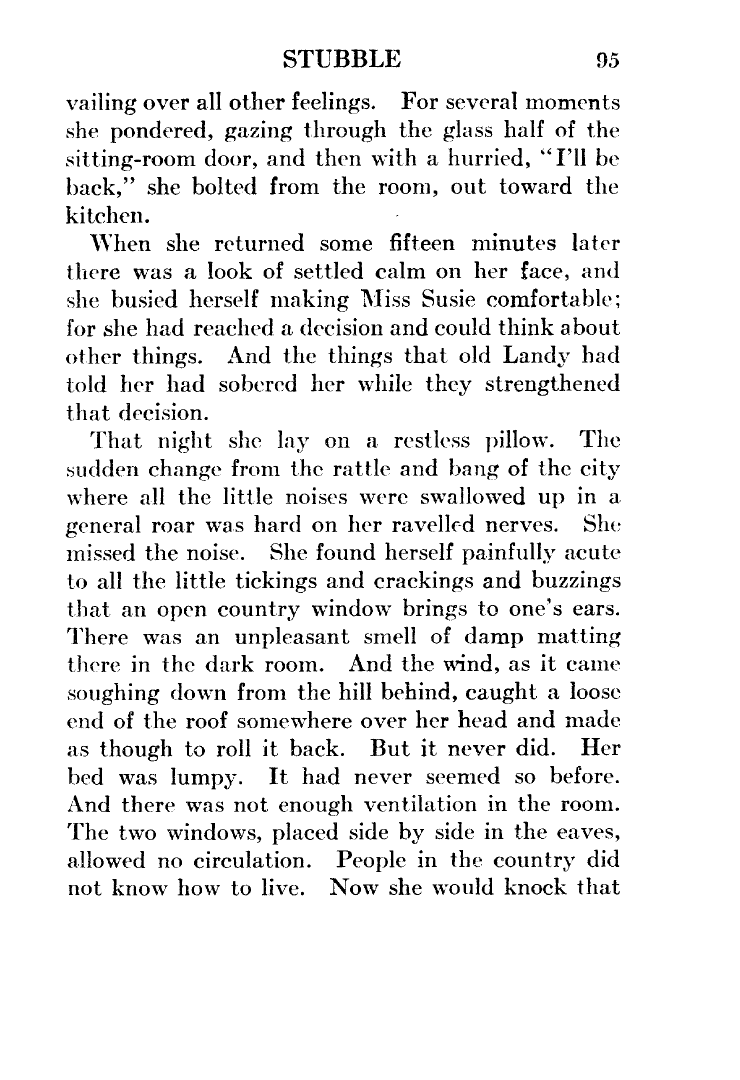 STUBBLE 95
vailing over all other feelings. For several moments
she pondered, gazing through the glass half of the
sitting-room door, and then with a hurried, “I’ll be
back,” she bolted from the room, out toward the
kitchen.
When she returned some fifteen minutes later
there was a look of settled calm on her face, and
she busied herself making Miss Susie comfortable;
for she had reached a decision and could think about
other things. And the things that old Landy had
told her had sobered her while they strengthened
that decision.
That night she lay on a restless pillow. The
sudden change from the rattle and bang of the city
where all the little noises were swallowed up in a
general roar was hard on her ravelled nerves. She
missed the noise. She found herself painfully acute
to all the little tickings and crackings and buzzings
that an open country window brings to one’s ears.
There was an unpleasant smell of damp matting
there in the dark room. And the wind, as it came
soughing down from the hill behind, caught a loose
end of the roof somewhere over her head and made
as though to roll it back. But it never did. Her
bed was lumpy. It had never seemed so before.
And there was not enough ventilation in the room.
The two windows, placed side by side in the eaves,
allowed no circulation. People in the country did
not know how to live. Now she would knock that